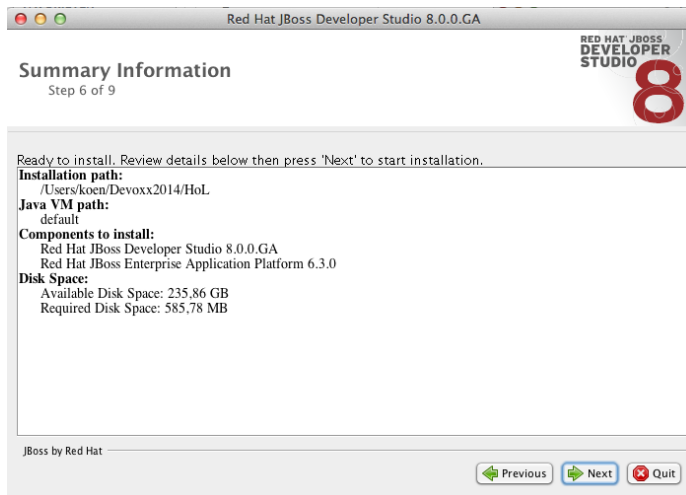 Red Hat JBoss Developer Studio 8.0.0.GA
RED HAT JBOSS
DEVELOPER
STUDIO
8
Summary Information
Step 6 of 9
Ready to install. Review details below then press 'Next' to start installation.
Installation path:
/Users/koen/Devoxx2014/HoL
Java VM path:
default
Components to install:
Red Hat JBoss Developer Studio 8.0.0.GA
Red Hat JBoss Enterprise Application Platform 6.3.0
Disk Space:
Available Disk Space: 235,86 GB
Required Disk Space: 585,78 MB
JBoss by Red Hat
Previous Next Quit